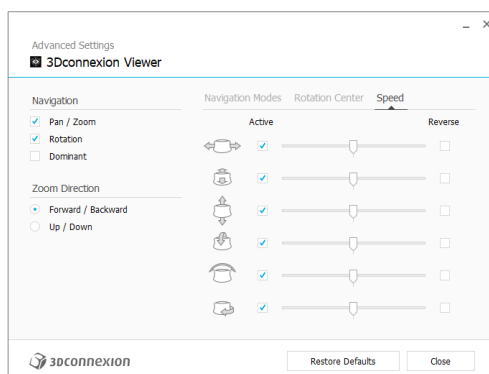 Advanced Settings
3Dconnexion Viewer
Navigation
Pan / Zoom
Rotation
Dominant
Zoom Direction
Forward / Backward
Up / Down
Navigation Modes Rotation Center Speed
Active Reverse
3Dconnexion
Restore Defaults Close